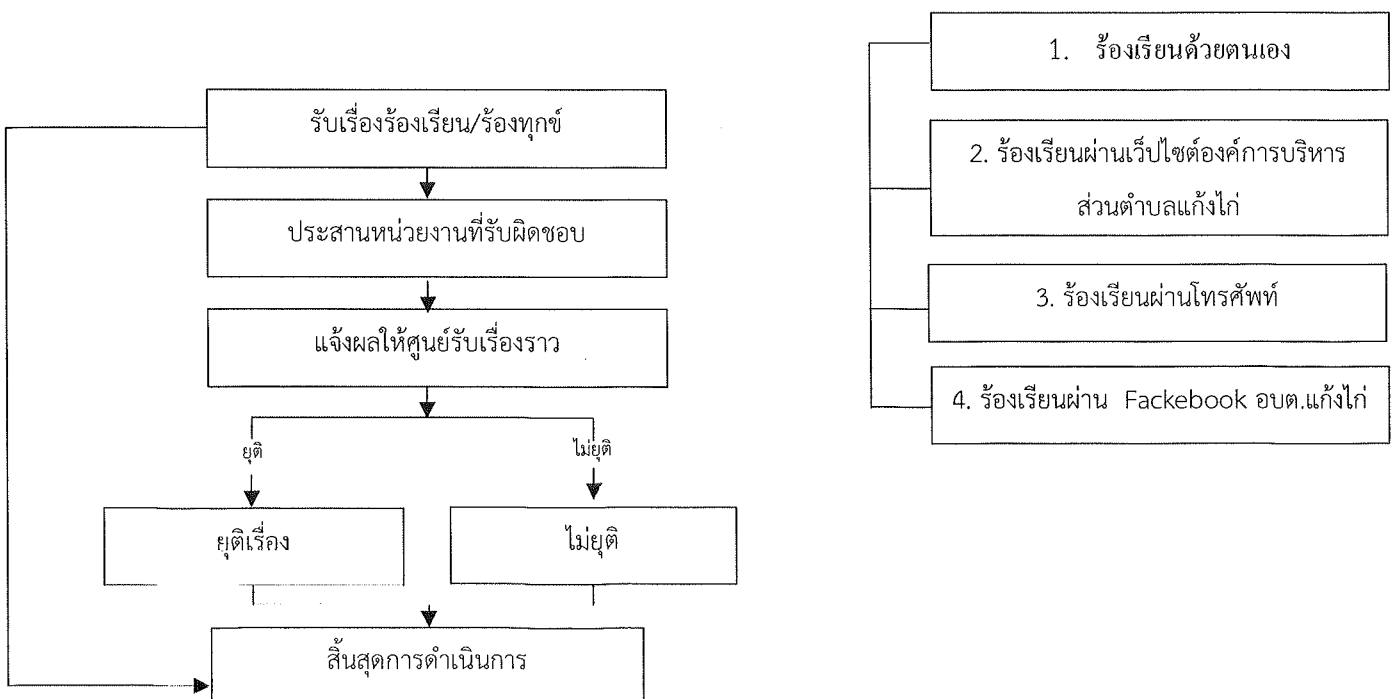 รับเรื่องร้องเรียน/ร้องทุกข์
ประสานหน่วยงานที่รับผิดชอบ
แจ้งผลให้ศูนย์รับเรื่องราว
ยุติ
ไม่ยุติ
ยุติเรื่อง
ไม่ยุติ
สิ้นสุดการดำเนินการ
1. ร้องเรียนด้วยตนเอง
2. ร้องเรียนผ่านเว็ปไซต์องค์การบริหาร
ส่วนตำบลแก้งไก่
3. ร้องเรียนผ่านโทรศัพท์
4. ร้องเรียนผ่าน Fackebook อบต.แก้งไก่